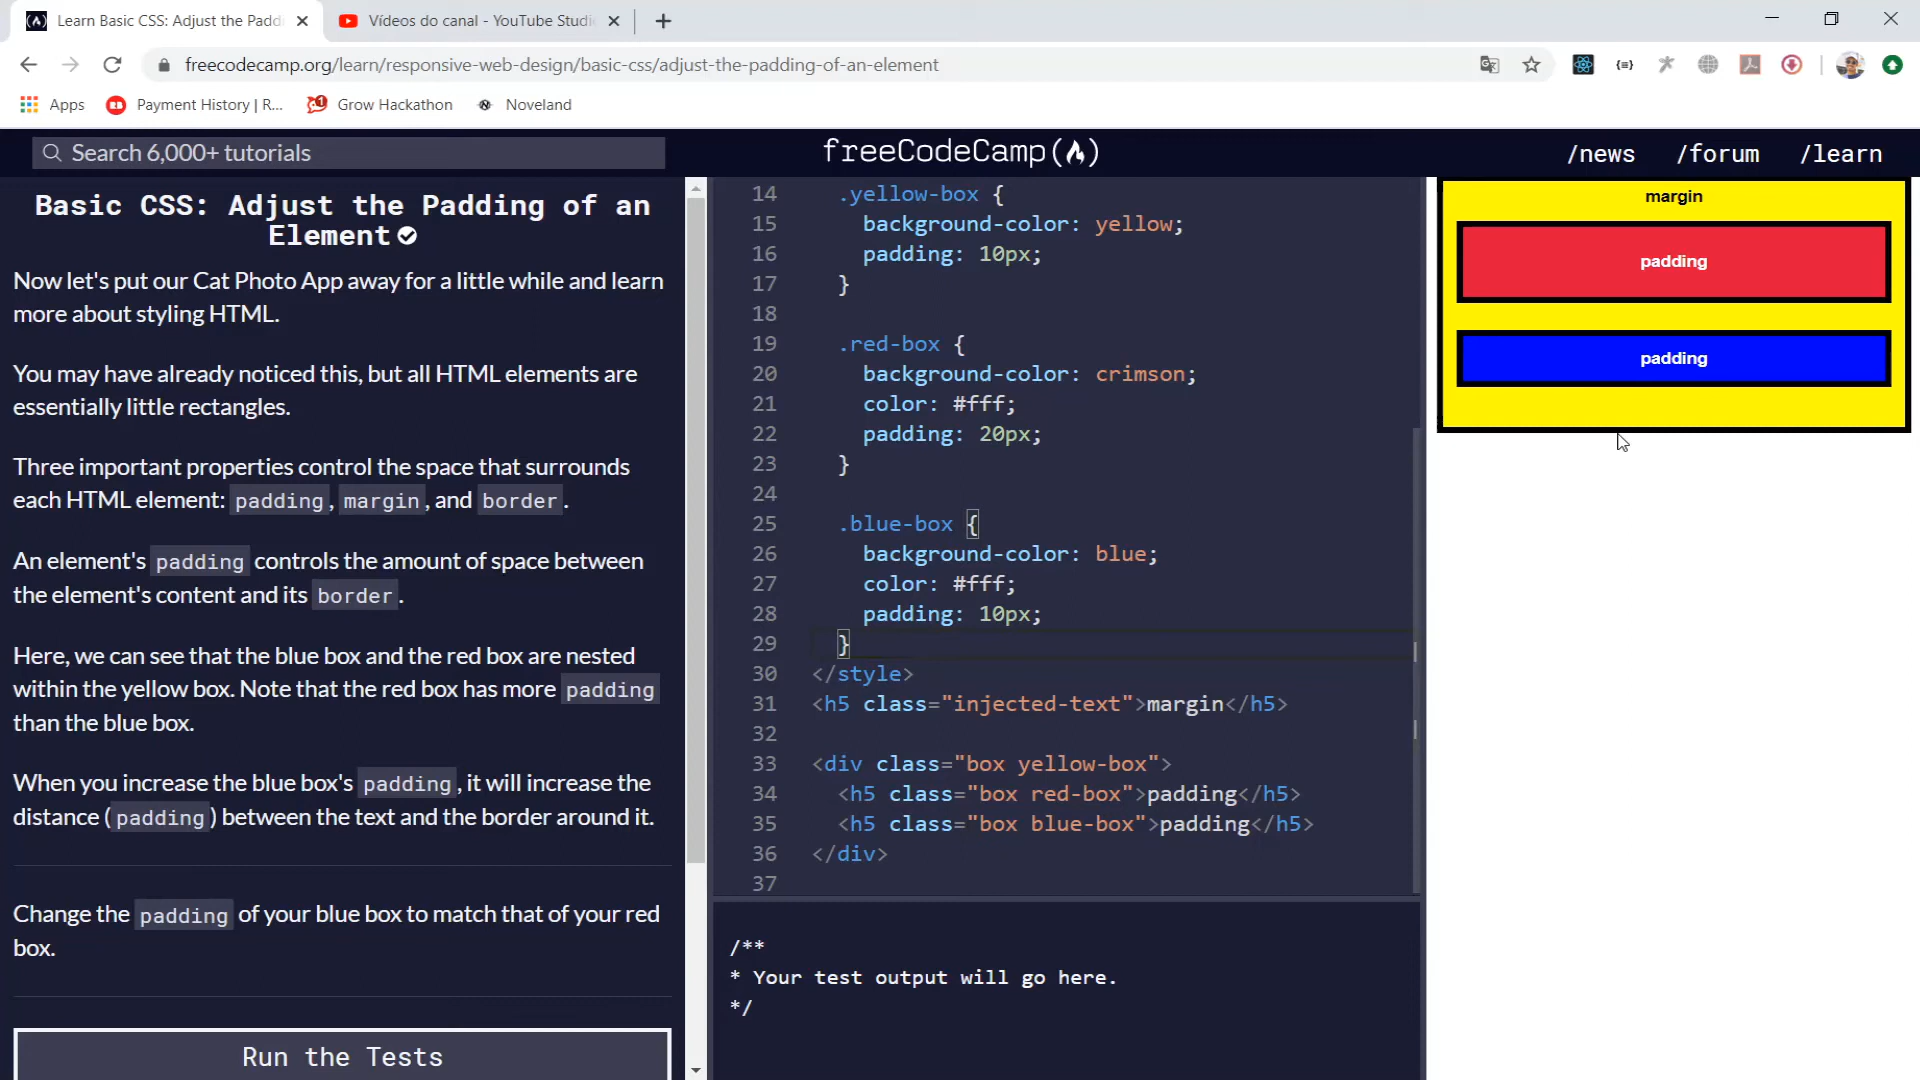 Learn Basic CSS: Adjust the Paddi
Vídeos do canal - YouTube Studio
freecodecamp.org/learn/responsive-web-design/basic-css/adjust-the-padding-of-an-element
Apps
Payment History | R...
Grow Hackathon
Noveland
Search 6,000+ tutorials
freeCodeCamp
/news
/forum
/learn
Basic CSS: Adjust the Padding of an
Element
Now let's put our Cat Photo App away for a little while and learn
more about styling HTML.
You may have already noticed this, but all HTML elements are
essentially little rectangles.
Three important properties control the space that surrounds
each HTML element: padding, margin, and border.
An element's padding controls the amount of space between
the element's content and its border.
Here, we can see that the blue box and the red box are nested
within the yellow box. Note that the red box has more padding
than the blue box.
When you increase the blue box's padding, it will increase the
distance (padding) between the text and the border around it.
Change the padding of your blue box to match that of your red
box.
Run the Tests
14 .yellow-box {
15 background-color: yellow;
16 padding: 10px;
17 }
18
19 .red-box {
20 background-color: crimson;
21 color: #fff;
22 padding: 20px;
23 }
24
25 .blue-box {
26 background-color: blue;
27 color: #fff;
28 padding: 10px;
29 }
30 </style>
31 <h5 class="injected-text">margin</h5>
32
33 <div class="box yellow-box">
34 <h5 class="box red-box">padding</h5>
35 <h5 class="box blue-box">padding</h5>
36 </div>
37
/**
* Your test output will go here.
*/
margin
padding
padding